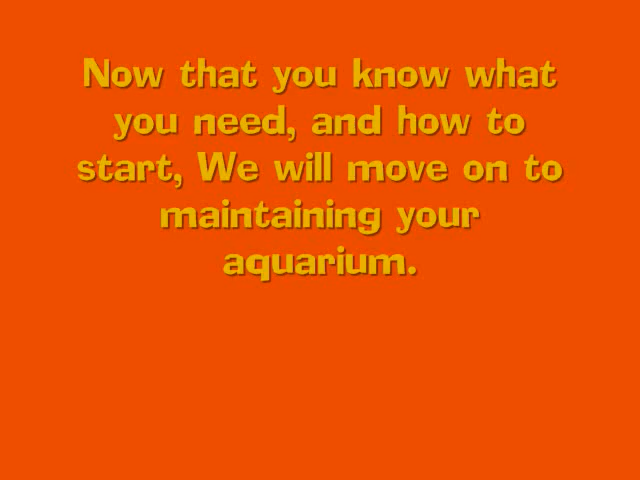 Now that you know what
you need, and how to
start, We will move on to
maintaining your
aquarium.